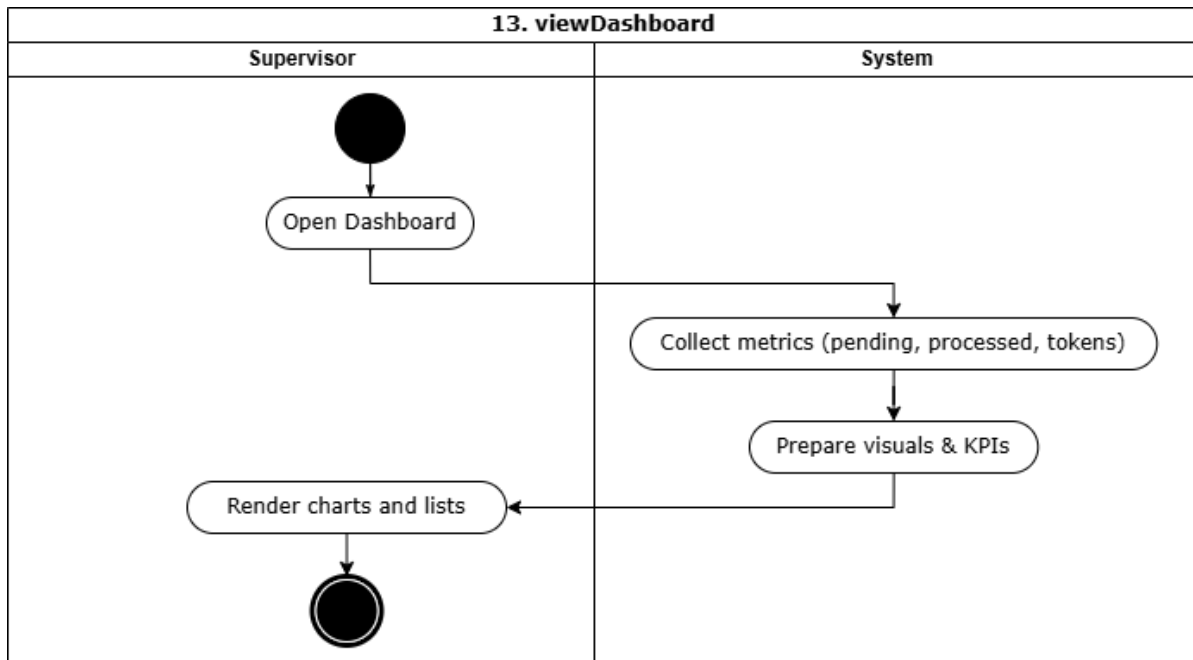 13. viewDashboard
Supervisor
System
Open Dashboard
Collect metrics (pending, processed, tokens)
Prepare visuals & KPIs
Render charts and lists